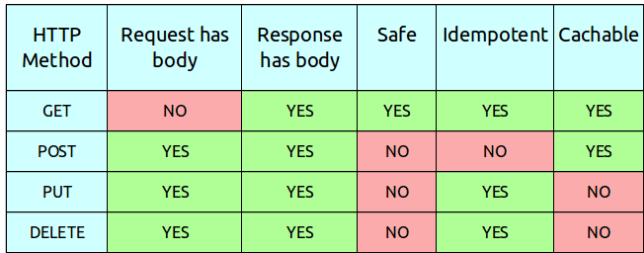 HTTP Method Request has body Response has body Safe Idempotent Cachable
GET NO YES YES YES YES
POST YES YES NO NO YES
PUT YES YES NO YES NO
DELETE YES YES NO YES NO